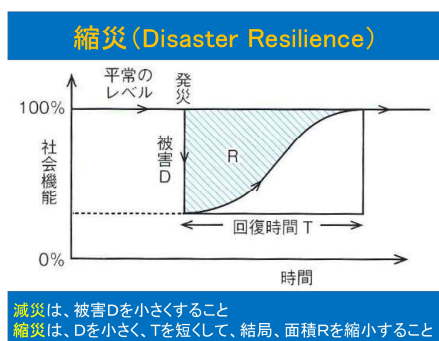 縮災(Disaster Resilience)
平常の
レベル
発災
100%
社会機能
被害D
R
回復時間T
0%
時間
減災は、被害Dを小さくすること
縮災は、Dを小さく、Tを短くして、結局、面積Rを縮小すること